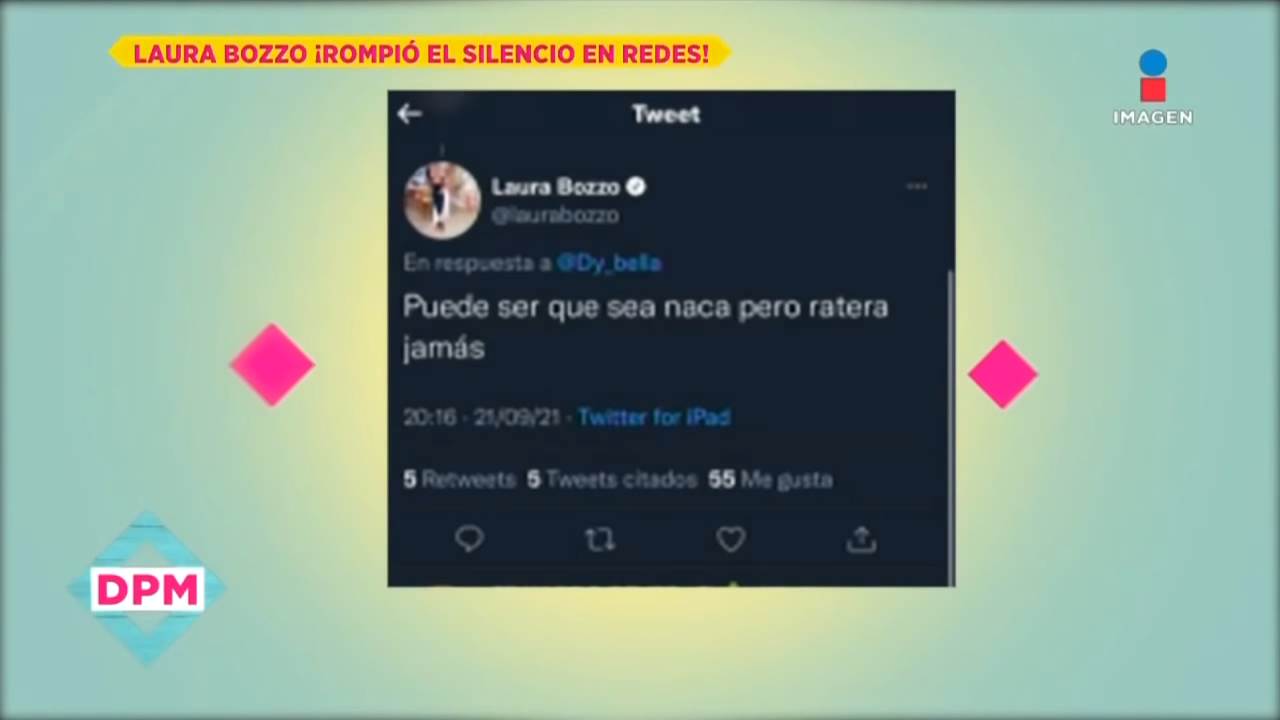 LAURA BOZZO ¡ROMPIÓ EL SILENCIO EN REDES!
IMAGEN
Tweet
Laura Bozzo
@laurabozzo
En respuesta a @Dy_bella
Puede ser que sea naca pero ratera
jamás
20:16 · 21/09/21 · Twitter for iPad
5 Retweets 5 Tweets citados 55 Me gusta
DPM